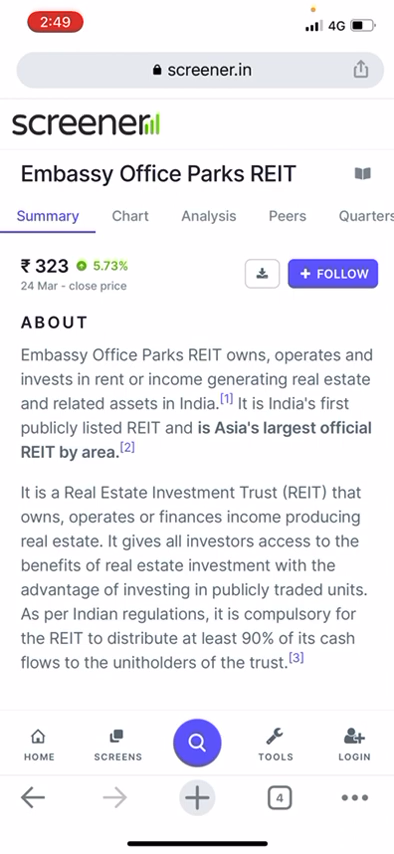 2:49
4G
screener.in
screener
Embassy Office Parks REIT
Summary Chart Analysis Peers Quarters
₹ 323 5.73%
24 Mar - close price
+ FOLLOW
ABOUT
Embassy Office Parks REIT owns, operates and
invests in rent or income generating real estate
and related assets in India.[1] It is India's first
publicly listed REIT and is Asia's largest official
REIT by area.[2]
It is a Real Estate Investment Trust (REIT) that
owns, operates or finances income producing
real estate. It gives all investors access to the
benefits of real estate investment with the
advantage of investing in publicly traded units.
As per Indian regulations, it is compulsory for
the REIT to distribute at least 90% of its cash
flows to the unitholders of the trust.[3]
HOME SCREENS TOOLS LOGIN
4